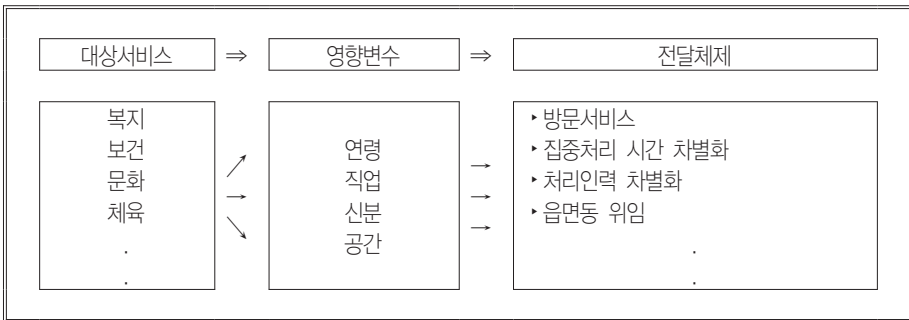 대상서비스 ⇒ 영향변수 ⇒ 전달체제
복지
보건
문화
체육
.
.
연령
직업
신분
공간
‣방문서비스
‣집중처리 시간 차별화
‣처리인력 차별화
‣읍면동 위임
.
.